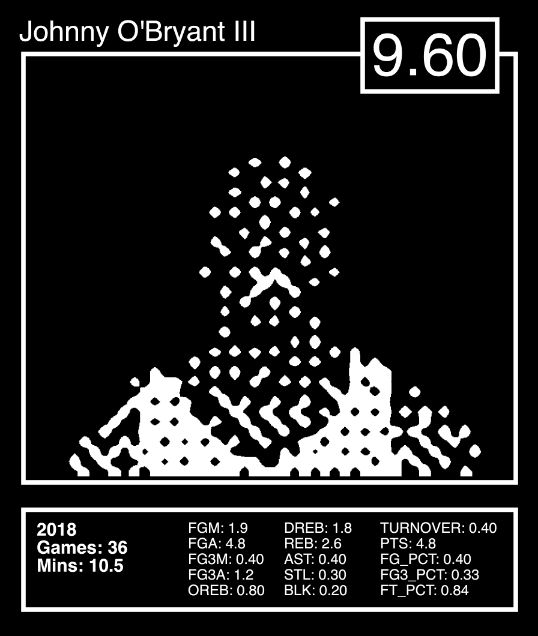 Johnny O'Bryant III
9.60
2018
Games: 36
Mins: 10.5
FGM: 1.9
FGA: 4.8
FG3M: 0.40
FG3A: 1.2
OREB: 0.80
DREB: 1.8
REB: 2.6
AST: 0.40
STL: 0.30
BLK: 0.20
TURNOVER: 0.40
PTS: 4.8
FG_PCT: 0.40
FG3_PCT: 0.33
FT_PCT: 0.84